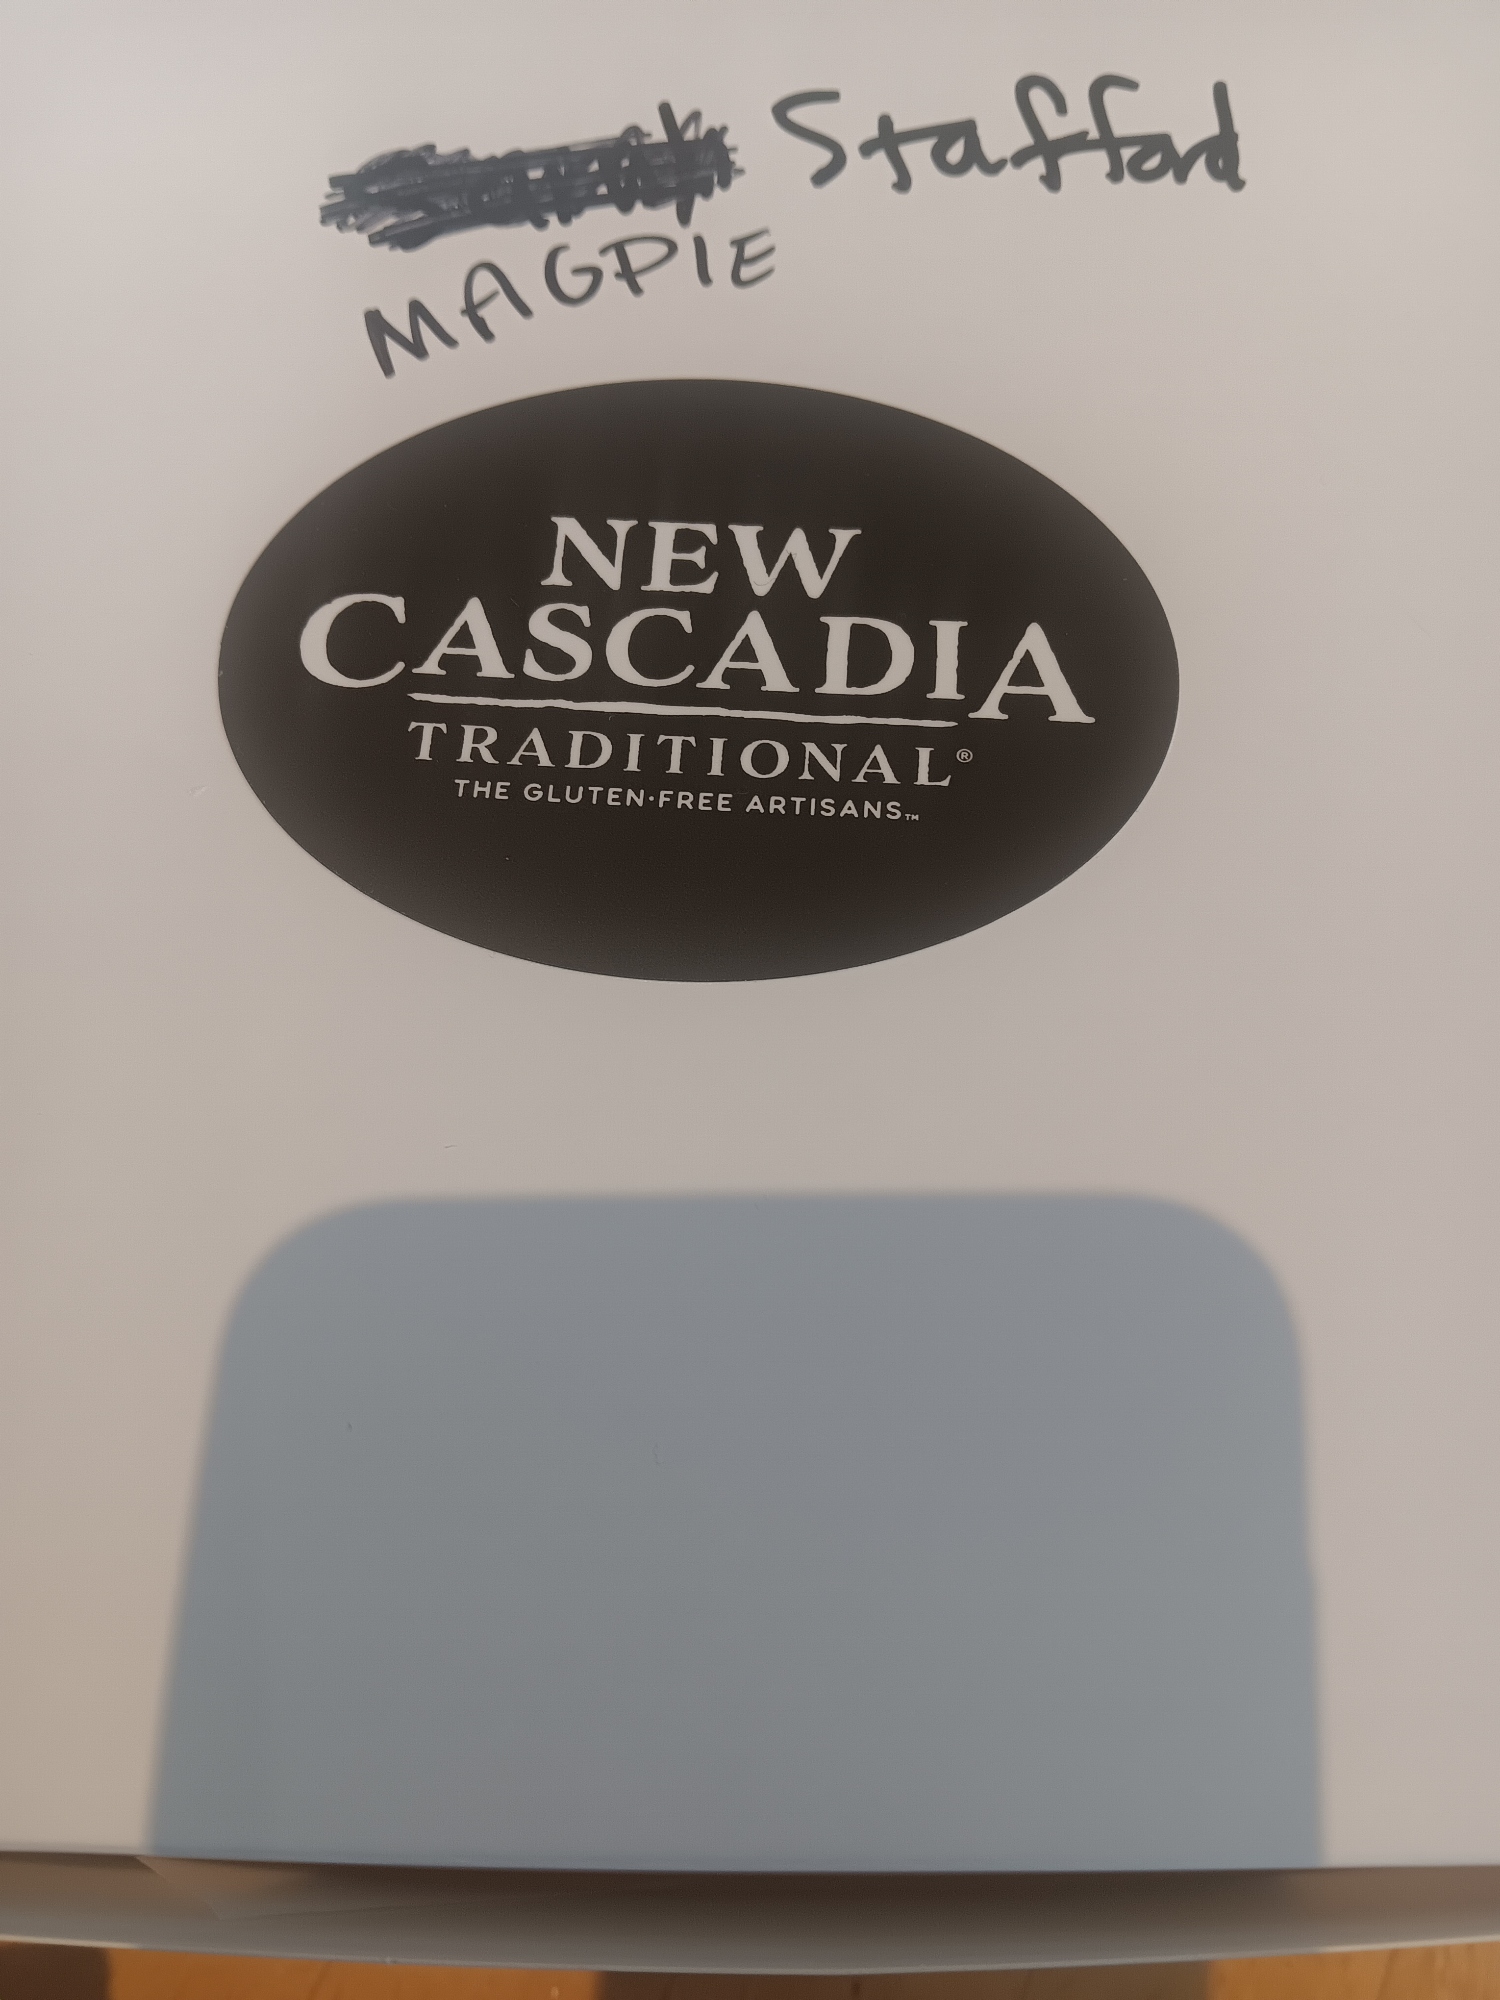 Stafford
MAGPIE
NEW
CASCADIA
TRADITIONAL®
THE GLUTEN·FREE ARTISANS™